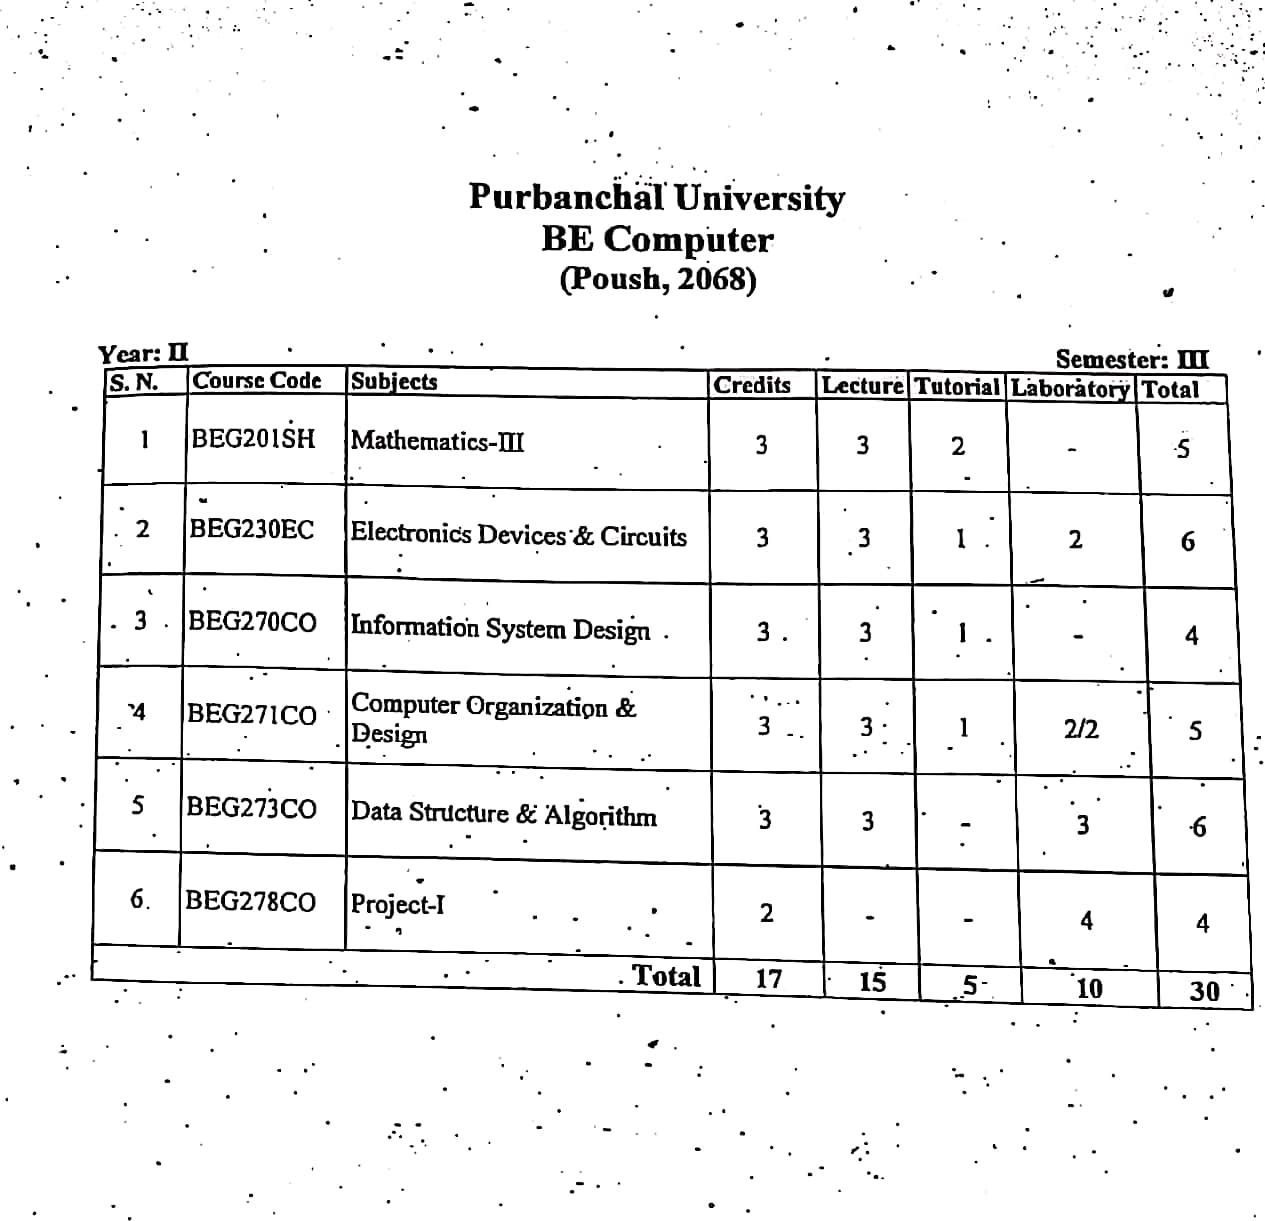 Purbanchal University
BE Computer
(Poush, 2068)
Year: II Semester: III
S. N. Course Code Subjects Credits Lecture Tutorial Laboratory Total
1 BEG201SH Mathematics-III 3 3 2 - 5
2 BEG230EC Electronics Devices & Circuits 3 3 1 2 6
3 BEG270CO Information System Design 3 3 1 - 4
4 BEG271CO Computer Organization & Design 3 3 1 2/2 5
5 BEG273CO Data Structure & Algorithm 3 3 - 3 6
6. BEG278CO Project-I 2 - - 4 4
Total 17 15 5 10 30